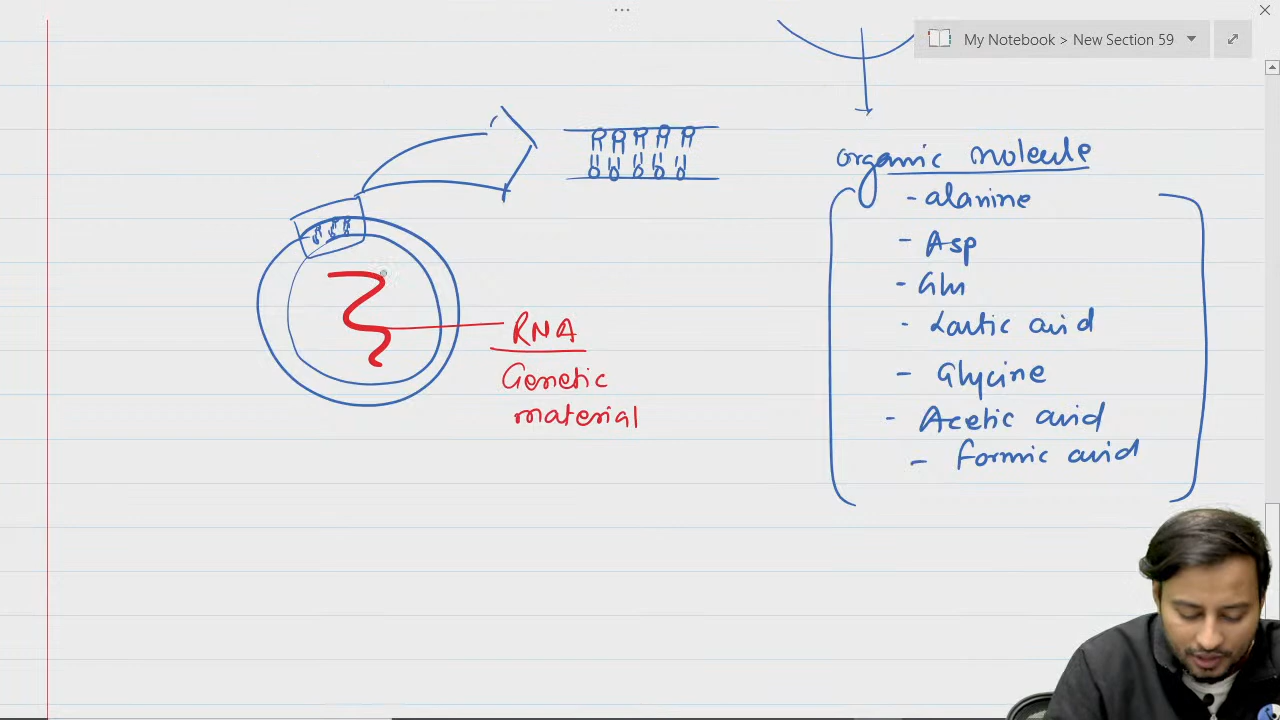 My Notebook > New Section 59
organic molecule
- alanine
- Asp
- Glu
- Lactic acid
- Glycine
- Acetic acid
- Formic acid
RNA
Genetic
material